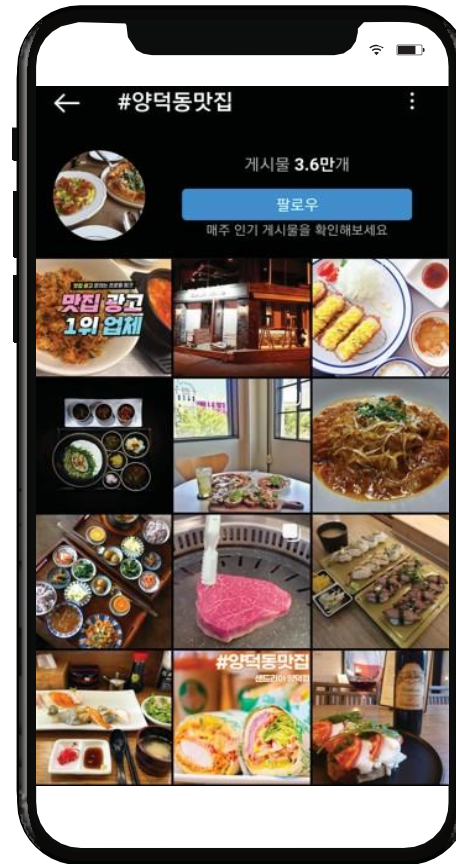 #양덕동맛집
게시물 3.6만개
팔로우
매주 인기 게시물을 확인해보세요
맛집 광고
1위 업체
#양덕동맛집